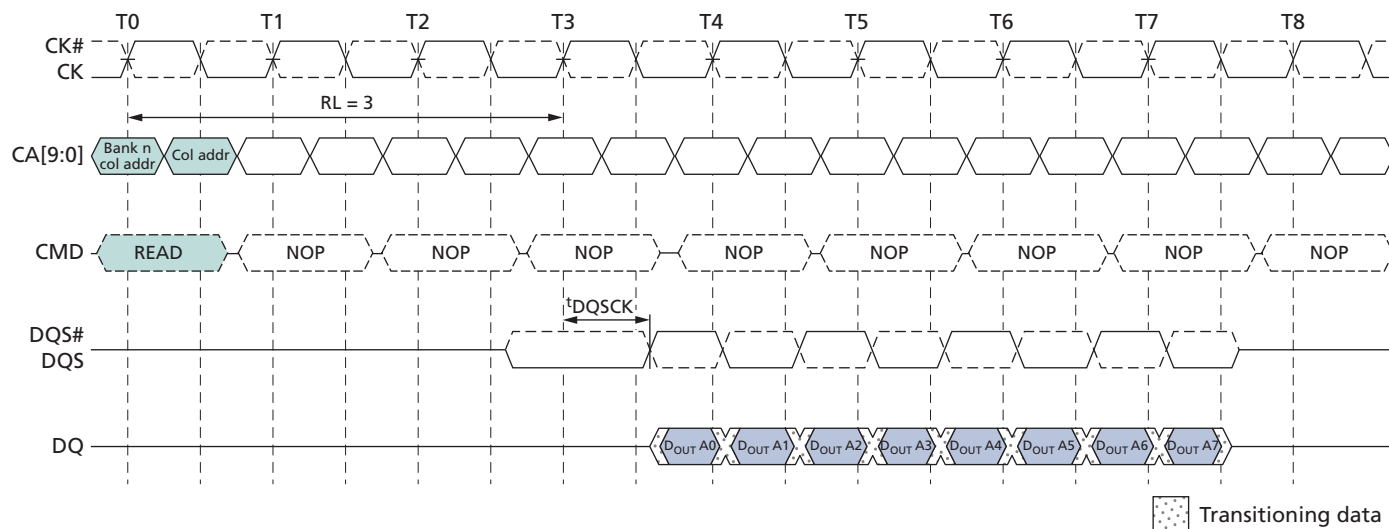 T0 T1 T2 T3 T4 T5 T6 T7 T8
CK#
CK
RL = 3
CA[9:0] Bank n col addr Col addr
CMD READ NOP NOP NOP NOP NOP NOP NOP NOP
tDQSCK
DQS#
DQS
DQ DOUT A0 DOUT A1 DOUT A2 DOUT A3 DOUT A4 DOUT A5 DOUT A6 DOUT A7
Transitioning data